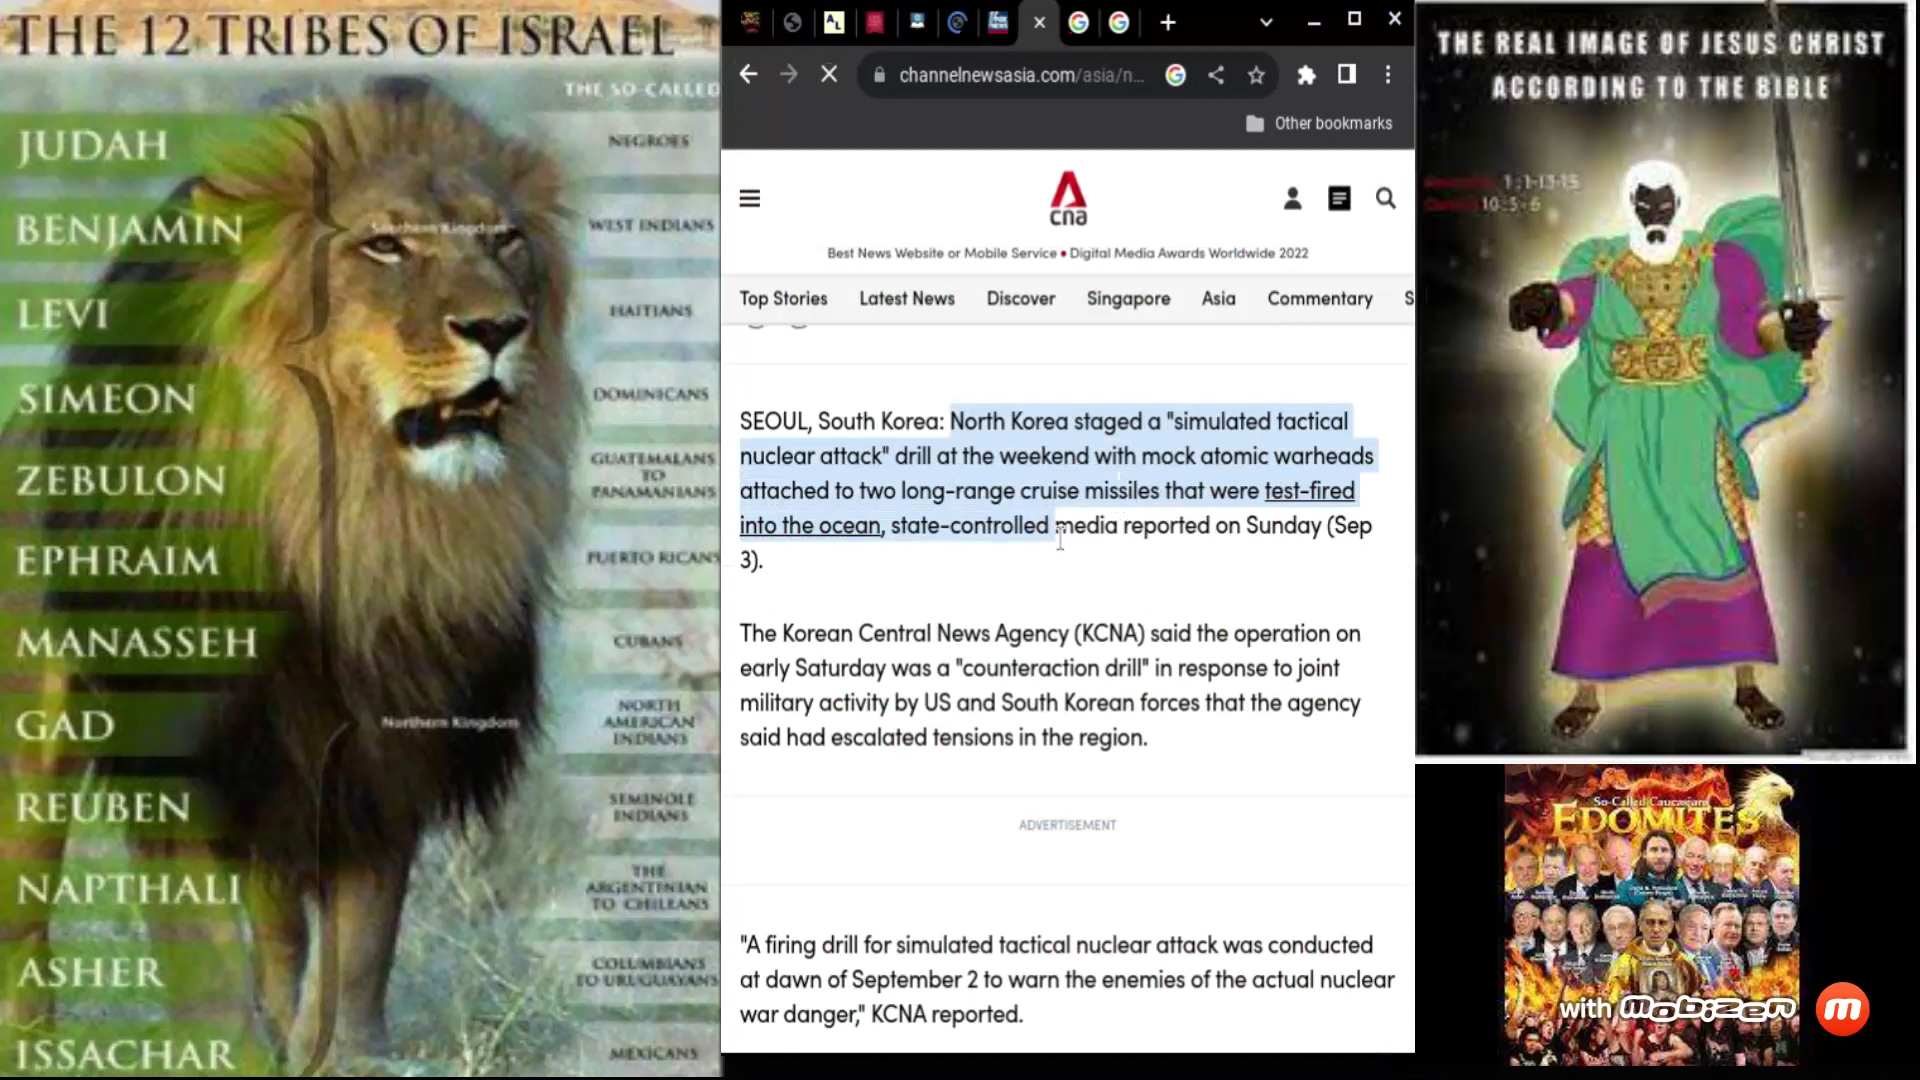 THE 12 TRIBES OF ISRAEL
THE SO-CALLED
JUDAH
NEGROES
BENJAMIN
Southern Kingdom
WEST INDIANS
LEVI
HAITIANS
SIMEON
DOMINICANS
ZEBULON
GUATEMALANS
TO
PANAMANIANS
EPHRAIM
PUERTO RICANS
MANASSEH
CUBANS
GAD
Northern Kingdom
NORTH
AMERICAN
INDIANS
REUBEN
SEMINOLE
INDIANS
NAPTHALI
THE
ARGENTINIAN
TO CHILEANS
ASHER
COLUMBIANS
TO URUGUAYANS
ISSACHAR
MEXICANS
AL
channelnewsasia.com/asia/n...
Other bookmarks
cna
Best News Website or Mobile Service • Digital Media Awards Worldwide 2022
Top Stories Latest News Discover Singapore Asia Commentary S
SEOUL, South Korea: North Korea staged a "simulated tactical
nuclear attack" drill at the weekend with mock atomic warheads
attached to two long-range cruise missiles that were test-fired
into the ocean, state-controlled media reported on Sunday (Sep
3).
The Korean Central News Agency (KCNA) said the operation on
early Saturday was a "counteraction drill" in response to joint
military activity by US and South Korean forces that the agency
said had escalated tensions in the region.
ADVERTISEMENT
"A firing drill for simulated tactical nuclear attack was conducted
at dawn of September 2 to warn the enemies of the actual nuclear
war danger," KCNA reported.
THE REAL IMAGE OF JESUS CHRIST
ACCORDING TO THE BIBLE
1:1-13-15
10:5-6
So-Called Caucasians
EDOMITES
with mobizen
m